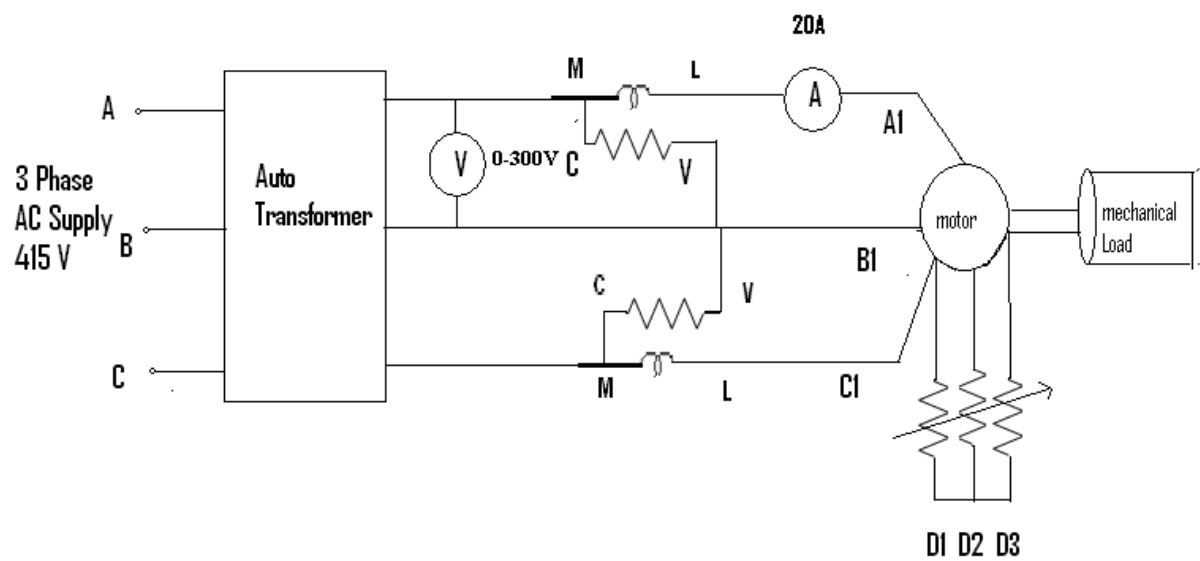 20A
M
L
A
A
A1
3 Phase
AC Supply
415 V
Auto
Transformer
V
0-300V
C
V
motor
mechanical
Load
B
B1
C
V
C
M
L
C1
D1 D2 D3